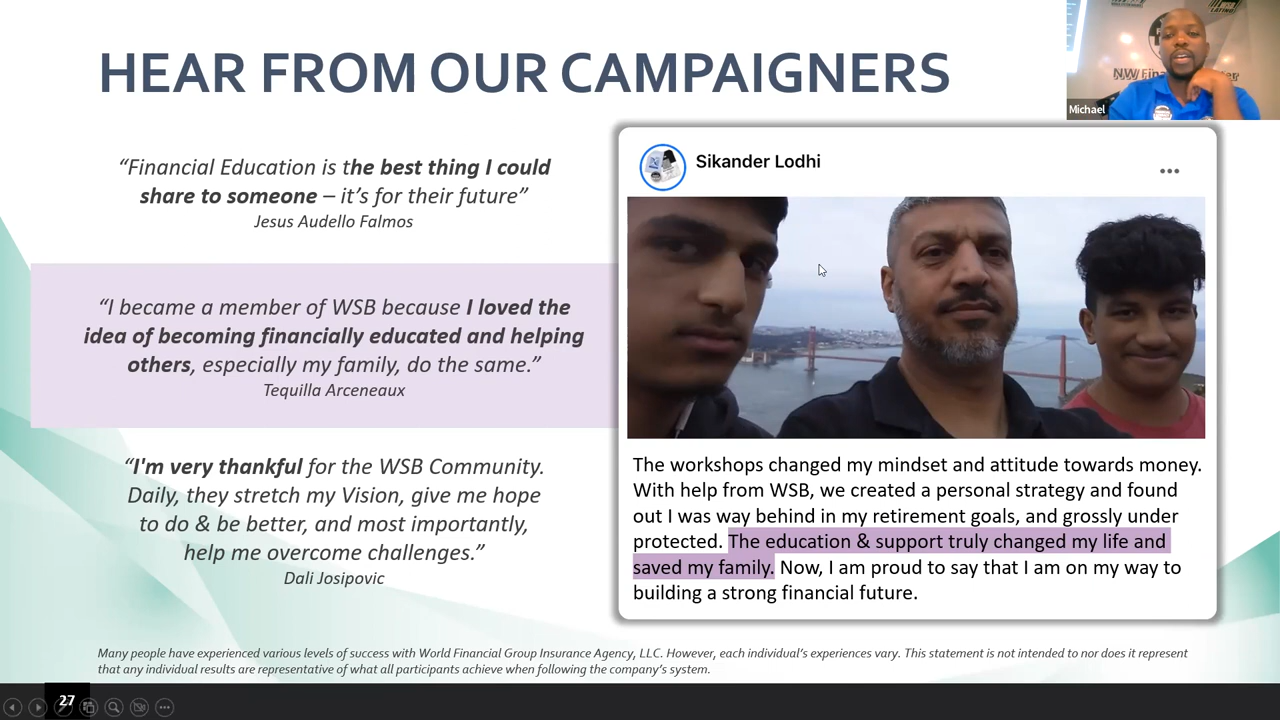 HEAR FROM OUR CAMPAIGNERS
Michael
“Financial Education is the best thing I could
share to someone – it’s for their future”
Jesus Audello Falmos
“I became a member of WSB because I loved the
idea of becoming financially educated and helping
others, especially my family, do the same.”
Tequilla Arceneaux
“I'm very thankful for the WSB Community.
Daily, they stretch my Vision, give me hope
to do & be better, and most importantly,
help me overcome challenges.”
Dali Josipovic
Sikander Lodhi
The workshops changed my mindset and attitude towards money.
With help from WSB, we created a personal strategy and found
out I was way behind in my retirement goals, and grossly under
protected. The education & support truly changed my life and
saved my family. Now, I am proud to say that I am on my way to
building a strong financial future.
Many people have experienced various levels of success with World Financial Group Insurance Agency, LLC. However, each individual’s experiences vary. This statement is not intended to nor does it represent
that any individual results are representative of what all participants achieve when following the company’s system.
27